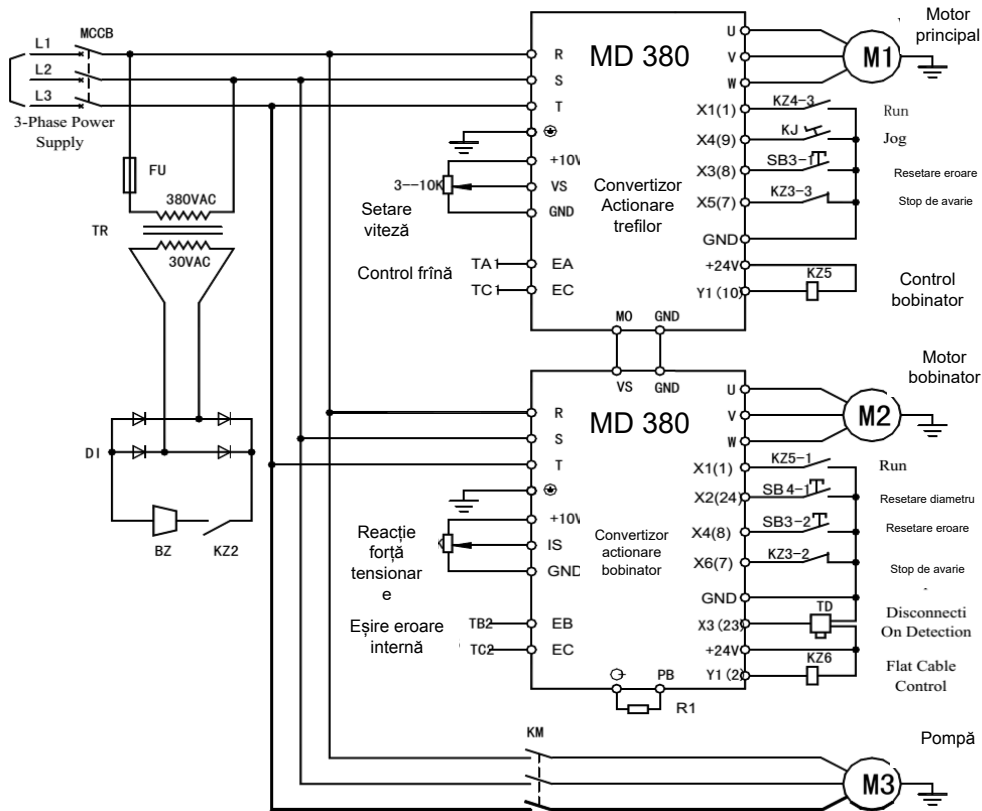 Motor
principal
L1
MCCB
L2
L3
3-Phase Power
Supply
FU
380VAC
TR
30VAC
DI
BZ
KZ2
R
S
T
+10V
VS
GND
3--10K
Setare
viteză
Control frînă
TA1
TC1
EA
EC
MD 380
Convertizor
Actionare
trefilor
U
V
W
M1
X1(1)
KZ4-3
Run
X4(9)
KJ
Jog
X3(8)
SB3-1
Resetare eroare
X5(7)
KZ3-3
Stop de avarie
GND
+24V
Y1(10)
KZ5
Control
bobinator
MO
GND
VS
GND
Motor
bobinator
R
S
T
+10V
IS
GND
Reacție
forță
tensionar
e
Eșire eroare
internă
TB2
TC2
EB
EC
MD 380
Convertizor
actionare
bobinator
U
V
W
M2
X1(1)
KZ5-1
Run
X2(24)
SB4-1
Resetare diametru
X4(8)
SB3-2
Resetare eroare
X6(7)
KZ3-2
Stop de avarie
GND
X3(23)
TD
Disconnecti
On Detection
+24V
Y1(2)
KZ6
Flat Cable
Control
PB
R1
KM
Pompă
M3